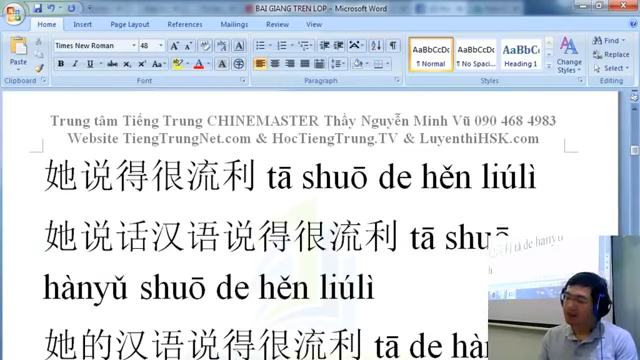 BAI GIANG TREN LOP - Microsoft Word
Home Insert Page Layout References Mailings Review View
Paste
Times New Roman 48
AaBbCcDc AaBbCcDc AaBbC
¶ Normal ¶ No Spaci... Heading 1
Change Styles
Find
Replace
Select
Clipboard Font Paragraph Styles Editing
Trung tâm Tiếng Trung CHINEMASTER Thầy Nguyễn Minh Vũ 090 468 4983
Website TiengTrungNet.com & HocTiengTrung.TV & LuyenthiHSK.com
她说得很流利 tā shuō de hěn liúlì
她说话汉语说得很流利 tā shuō
hànyǔ shuō de hěn liúlì
她的汉语说得很流利 tā de hàn